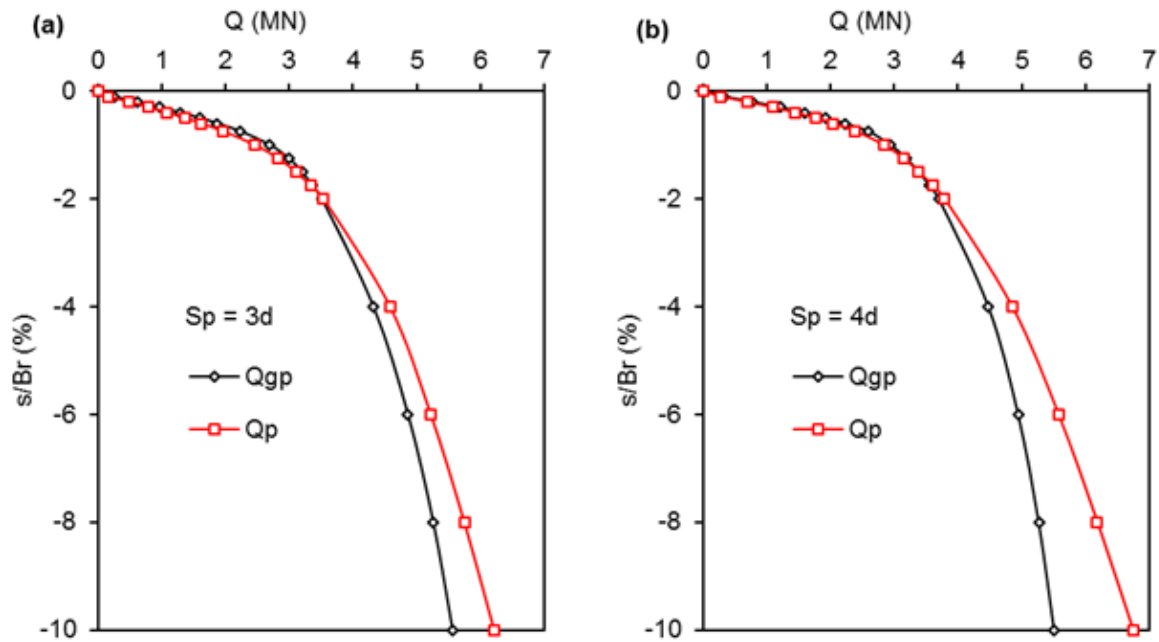 (a)
Q (MN)
0 1 2 3 4 5 6 7
0
-2
-4
-6
-8
-10
s/Br (%)
Sp = 3d
Qgp
Qp
(b)
Q (MN)
0 1 2 3 4 5 6 7
0
-2
-4
-6
-8
-10
s/Br (%)
Sp = 4d
Qgp
Qp